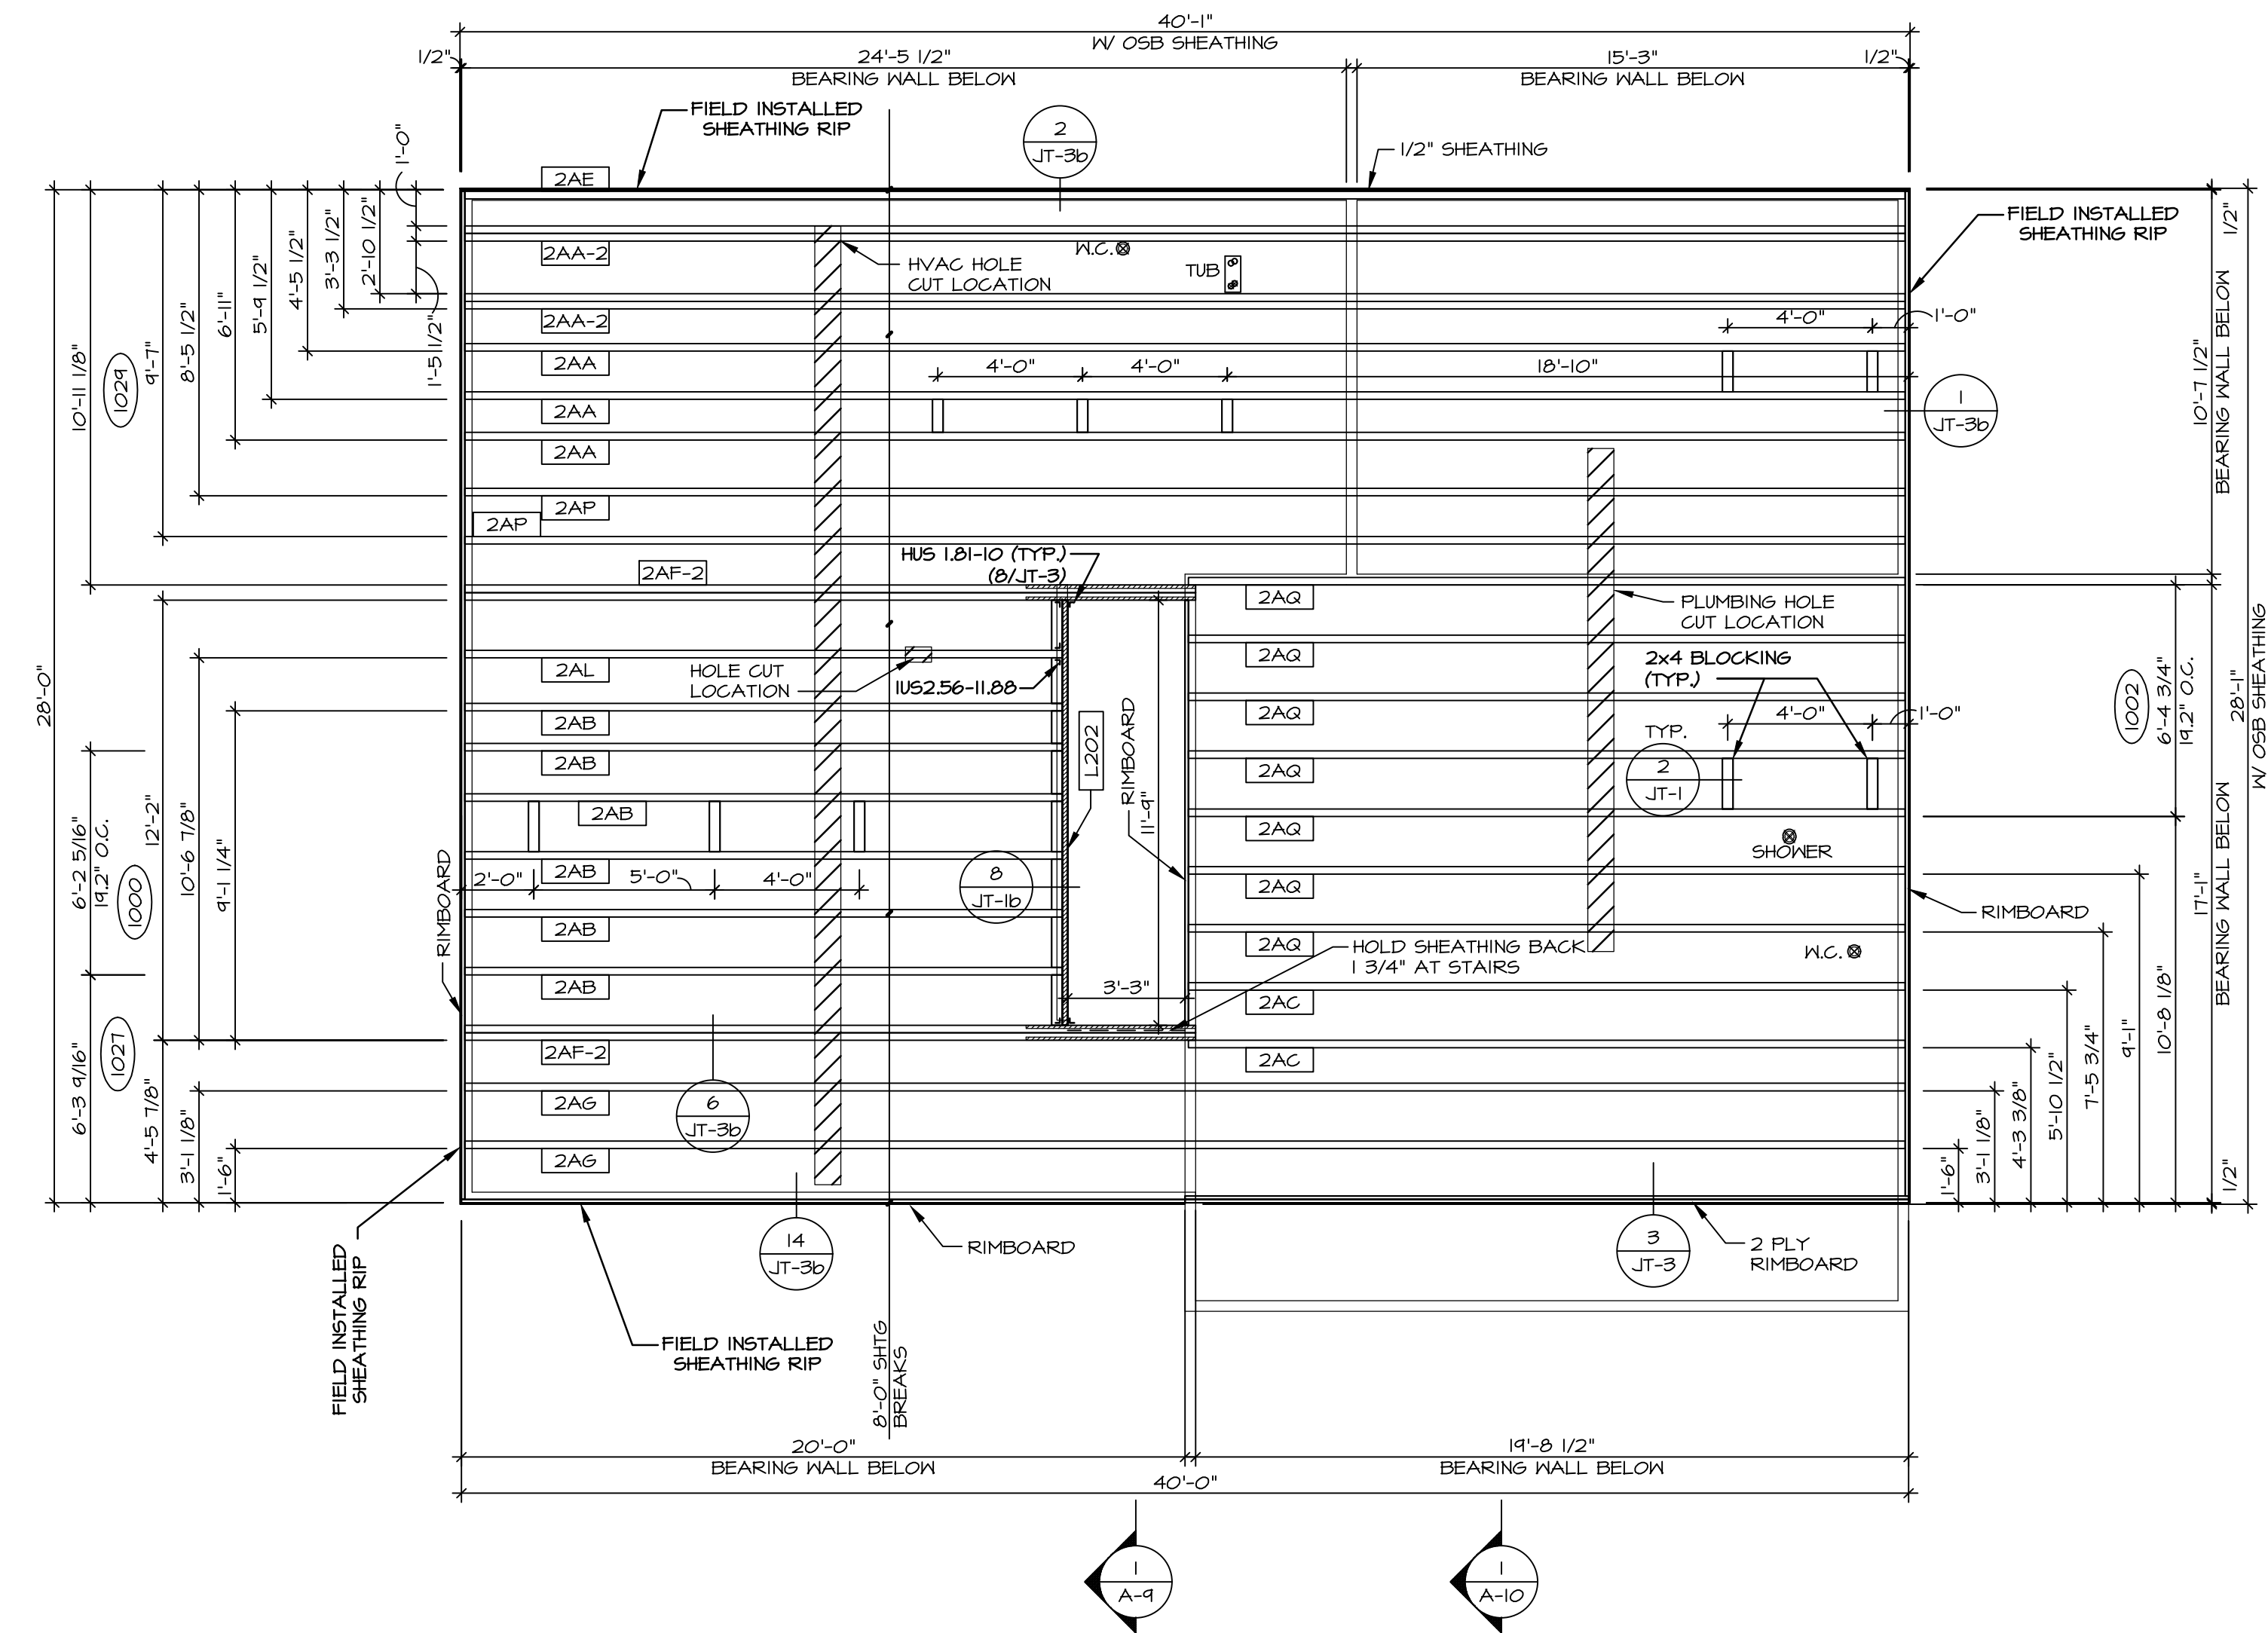 40'-1"
W/ OSB SHEATHING
1/2"
24'-5 1/2"
BEARING WALL BELOW
15'-3"
BEARING WALL BELOW
1/2"
FIELD INSTALLED
SHEATHING RIP
2
JT-3b
1/2" SHEATHING
1'-0"
2AE
FIELD INSTALLED
SHEATHING RIP
1/2"
2AA-2
HVAC HOLE
CUT LOCATION
W.C.
TUB
2'-10 1/2"
3'-3 1/2"
4'-5 1/2"
5'-9 1/2"
6'-11"
8'-5 1/2"
9'-7"
1029
10'-11 1/8"
1'-5 1/2"
2AA-2
4'-0"
1'-0"
2AA
4'-0"
4'-0"
18'-10"
2AA
1
JT-3b
10'-7 1/2"
BEARING WALL BELOW
2AA
2AP
2AP
HUS 1.81-10 (TYP.)
(8/JT-3)
2AF-2
2AQ
PLUMBING HOLE
CUT LOCATION
28'-0"
2AL
HOLE CUT
LOCATION
IUS2.56-11.88
2AQ
2x4 BLOCKING
(TYP.)
1002
6'-4 3/4"
19.2" O.C.
28'-1"
W/ OSB SHEATHING
2AB
L202
RIMBOARD
11'-9"
2AQ
4'-0"
1'-0"
TYP.
2
JT-1
2AB
2AQ
2AB
2AQ
SHOWER
6'-2 5/16"
19.2" O.C.
1000
12'-2"
10'-6 7/8"
9'-1 1/4"
RIMBOARD
2'-0"
2AB
5'-0"
4'-0"
8
JT-1b
2AQ
RIMBOARD
17'-1"
BEARING WALL BELOW
2AB
2AQ
HOLD SHEATHING BACK
1 3/4" AT STAIRS
W.C.
2AB
3'-3"
2AC
2AF-2
2AC
6'-3 9/16"
1027
4'-5 7/8"
3'-1 1/8"
1'-6"
2AG
6
JT-3b
2AG
1'-6"
3'-1 1/8"
4'-3 3/8"
5'-10 1/2"
7'-5 3/4"
9'-1"
10'-8 1/8"
1/2"
14
JT-3b
RIMBOARD
3
JT-3
2 PLY
RIMBOARD
FIELD INSTALLED
SHEATHING RIP
FIELD INSTALLED
SHEATHING RIP
8'-0" SHTG
BREAKS
20'-0"
BEARING WALL BELOW
19'-8 1/2"
BEARING WALL BELOW
40'-0"
1
A-9
1
A-10